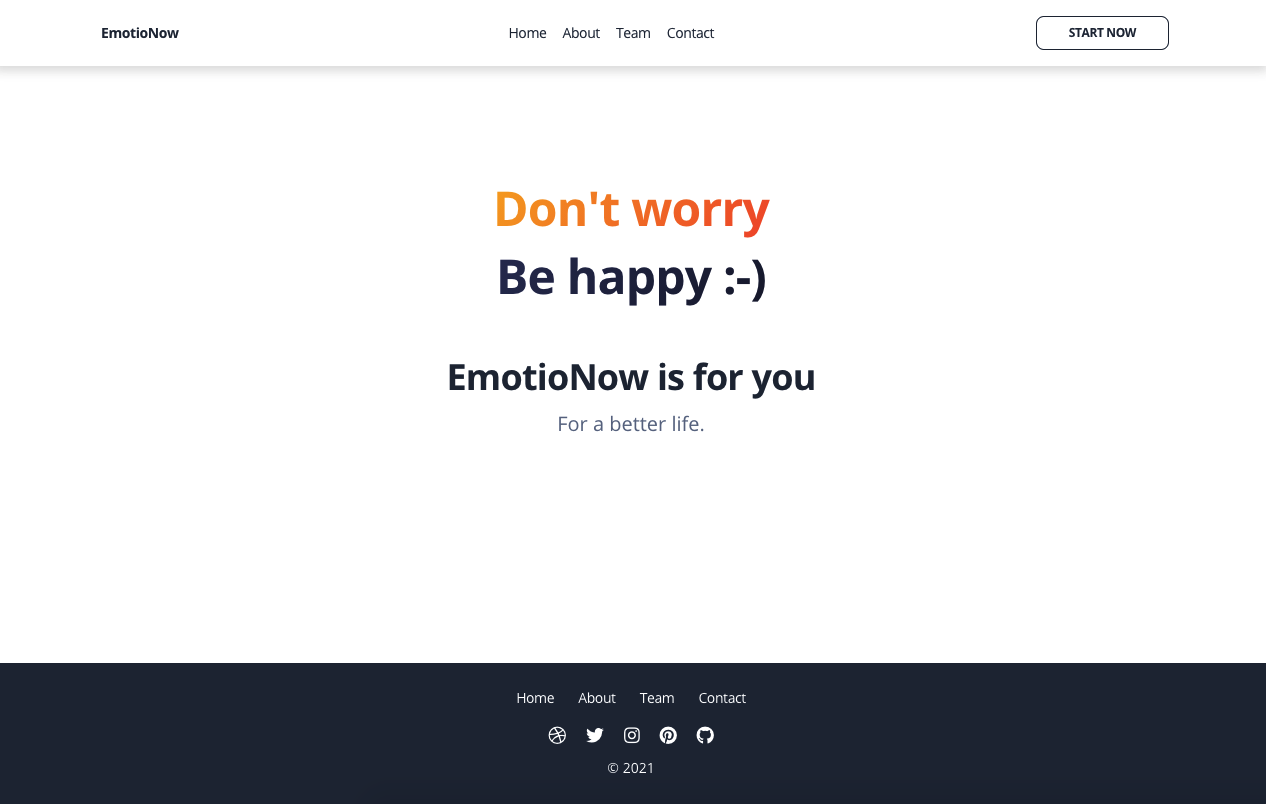 EmotioNow
Home About Team Contact
START NOW
Don't worry
Be happy :-)
EmotioNow is for you
For a better life.
Home About Team Contact
© 2021